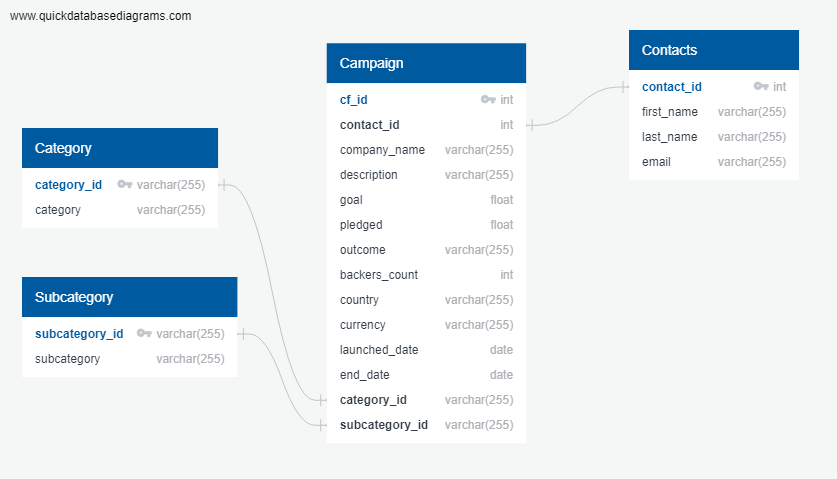 www.quickdatabasediagrams.com
Campaign
cf_id int
contact_id int
company_name varchar(255)
description varchar(255)
goal float
pledged float
outcome varchar(255)
backers_count int
country varchar(255)
currency varchar(255)
launched_date date
end_date date
category_id varchar(255)
subcategory_id varchar(255)
Contacts
contact_id int
first_name varchar(255)
last_name varchar(255)
email varchar(255)
Category
category_id varchar(255)
category varchar(255)
Subcategory
subcategory_id varchar(255)
subcategory varchar(255)